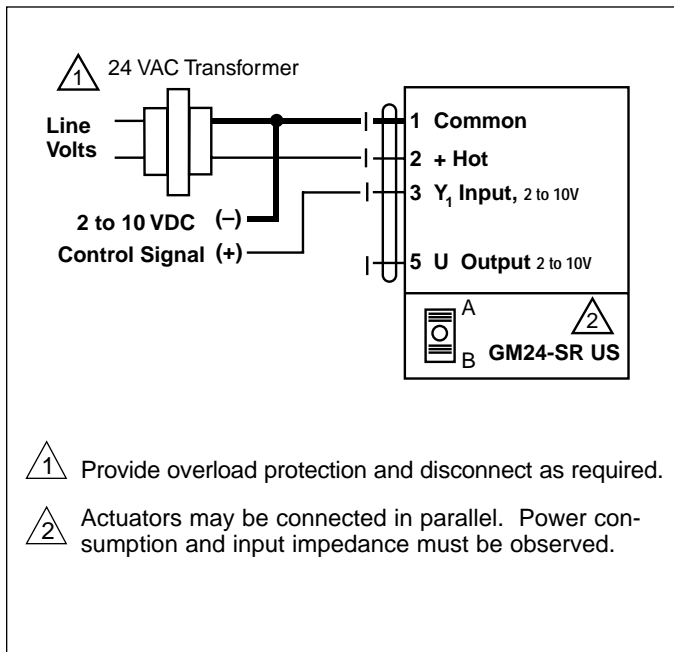 1 24 VAC Transformer
Line
Volts
1 Common
2 + Hot
3 Y1 Input, 2 to 10V
2 to 10 VDC (–)
Control Signal (+)
5 U Output 2 to 10V
A
B
2
GM24-SR US
1 Provide overload protection and disconnect as required.
2 Actuators may be connected in parallel. Power con-
sumption and input impedance must be observed.